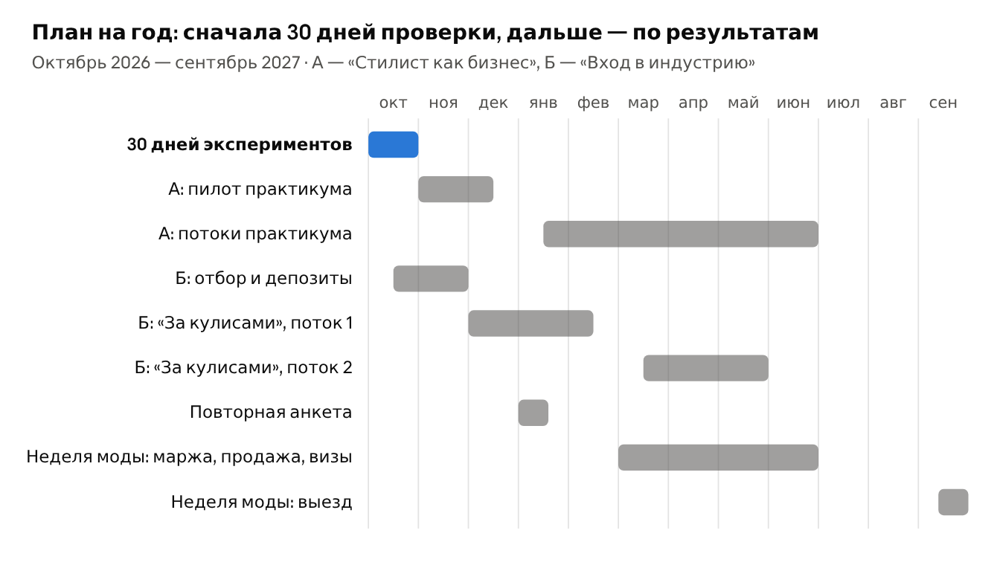 План на год: сначала 30 дней проверки, дальше — по результатам
Октябрь 2026 — сентябрь 2027 · А — «Стилист как бизнес», Б — «Вход в индустрию»
окт ноя дек янв фев мар апр май июн июл авг сен
30 дней экспериментов
А: пилот практикума
А: потоки практикума
Б: отбор и депозиты
Б: «За кулисами», поток 1
Б: «За кулисами», поток 2
Повторная анкета
Неделя моды: маржа, продажа, визы
Неделя моды: выезд